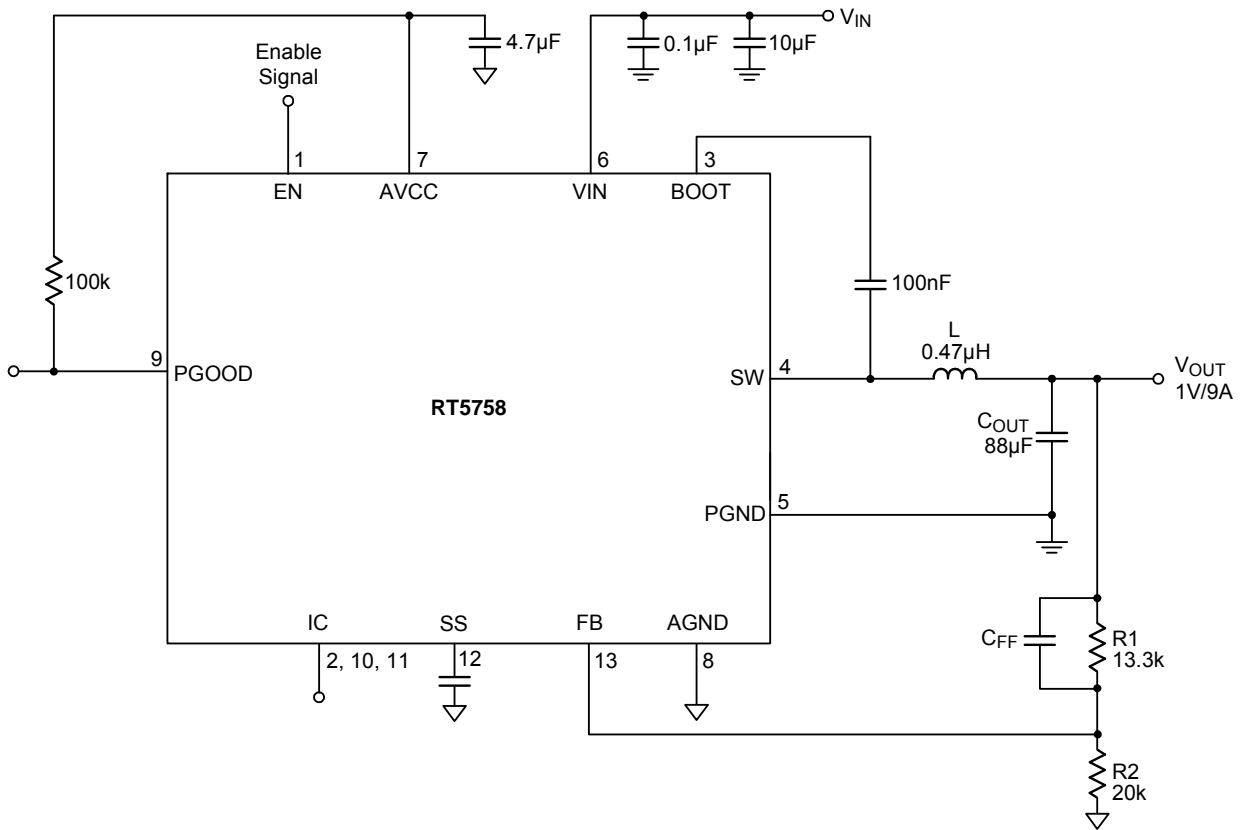 4.7µF
0.1µF
10µF
VIN
Enable
Signal
1
7
6
3
EN
AVCC
VIN
BOOT
100k
100nF
L
0.47µH
9
PGOOD
RT5758
SW
4
VOUT
1V/9A
COUT
88µF
PGND
5
IC
SS
FB
AGND
2, 10, 11
12
13
8
CFF
R1
13.3k
R2
20k